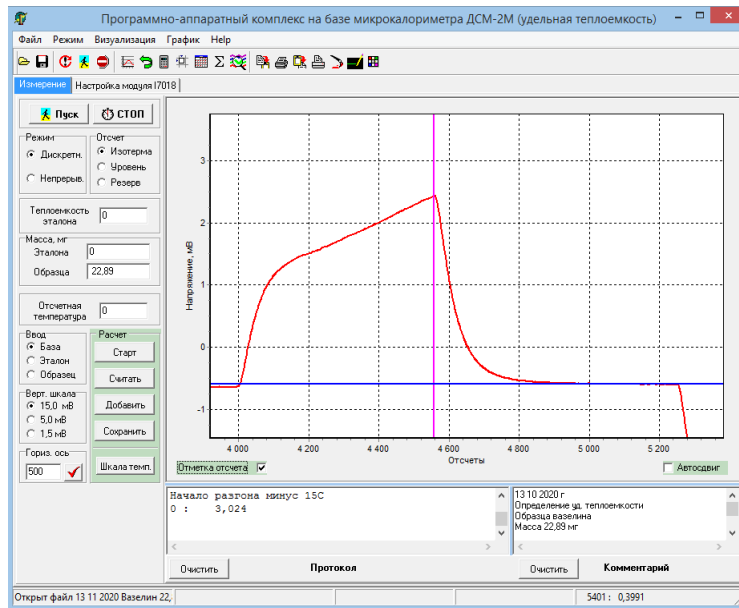 Программно-аппаратный комплекс на базе микрокалориметра ДСМ-2М (удельная теплоемкость)
Файл Режим Визуализация График Help
Измерение Настройка модуля I7018
Пуск СТОП
Режим
Дискретн.
Непрерыв.
Отсчет
Изотерма
Уровень
Резерв
Теплоемкость эталона 0
Масса, мг
Эталона 0
Образца 22,89
Отсчетная температура 0
Ввод
База
Эталон
Образец
Верт. шкала
15,0 мВ
5,0 мВ
1,5 мВ
Гориз. ось
500
Расчет
Старт
Считать
Добавить
Сохранить
Шкала темп.
Напряжение, мВ
3
2
1
0
-1
4 000 4 200 4 400 4 600 4 800 5 000 5 200
Отсчеты
Отметка отсчета
Автосдвиг
Начало разгона минус 15С
0 : 3,024
13 10 2020 г
Определение уд. теплоемкости
Образца вазелина
Масса 22,89 мг
Очистить Протокол
Очистить Комментарий
Открыт файл 13 11 2020 Вазелин 22,
5401 : 0,3991